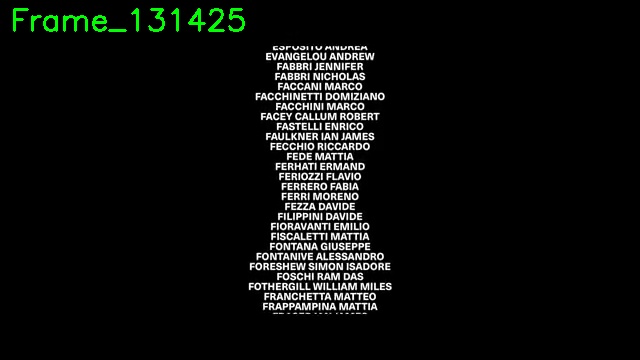 Frame_131425
ESPOSITO ANDREA
EVANGELOU ANDREW
FABBRI JENNIFER
FABBRI NICHOLAS
FACCANI MARCO
FACCHINETTI DOMIZIANO
FACCHINI MARCO
FACEY CALLUM ROBERT
FASTELLI ENRICO
FAULKNER IAN JAMES
FECCHIO RICCARDO
FEDE MATTIA
FERHATI ERMAND
FERIOZZI FLAVIO
FERRERO FABIA
FERRI MORENO
FEZZA DAVIDE
FILIPPINI DAVIDE
FIORAVANTI EMILIO
FISCALETTI MATTIA
FONTANA GIUSEPPE
FONTANIVE ALESSANDRO
FORESHEW SIMON ISADORE
FOSCHI RAM DAS
FOTHERGILL WILLIAM MILES
FRANCHETTA MATTEO
FRAPPAMPINA MATTIA